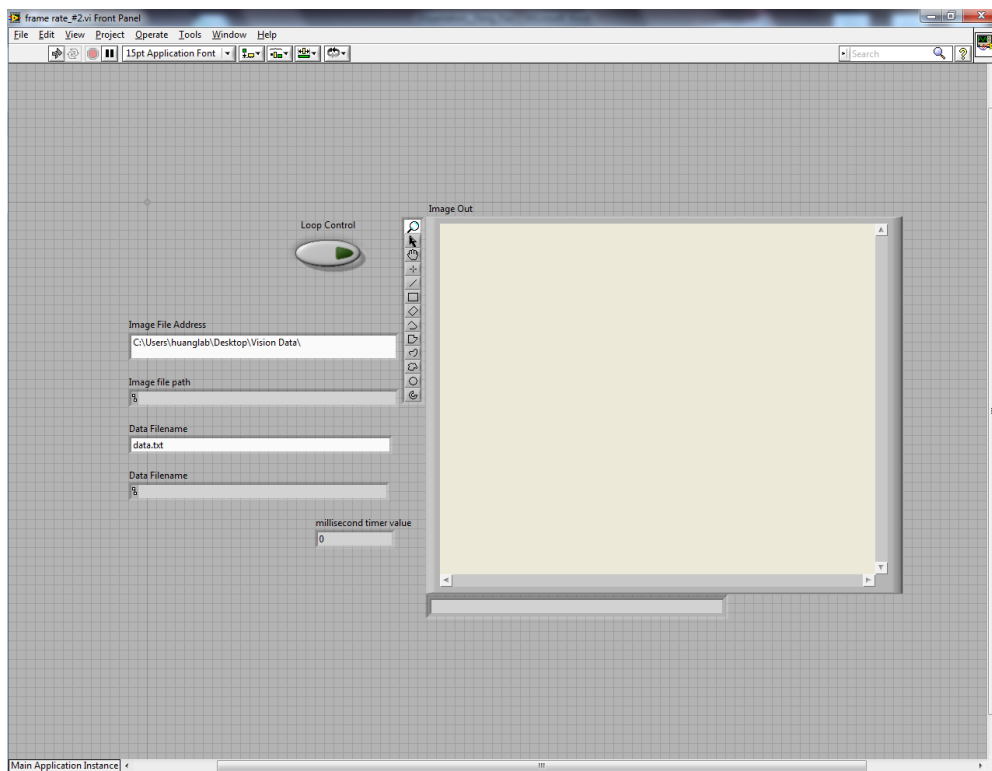 frame rate_#2.vi Front Panel
File Edit View Project Operate Tools Window Help
15pt Application Font
Search
Image Out
Loop Control
Image File Address
C:\Users\huanglab\Desktop\Vision Data\
Image file path
Data Filename
data.txt
Data Filename
millisecond timer value
0
Main Application Instance